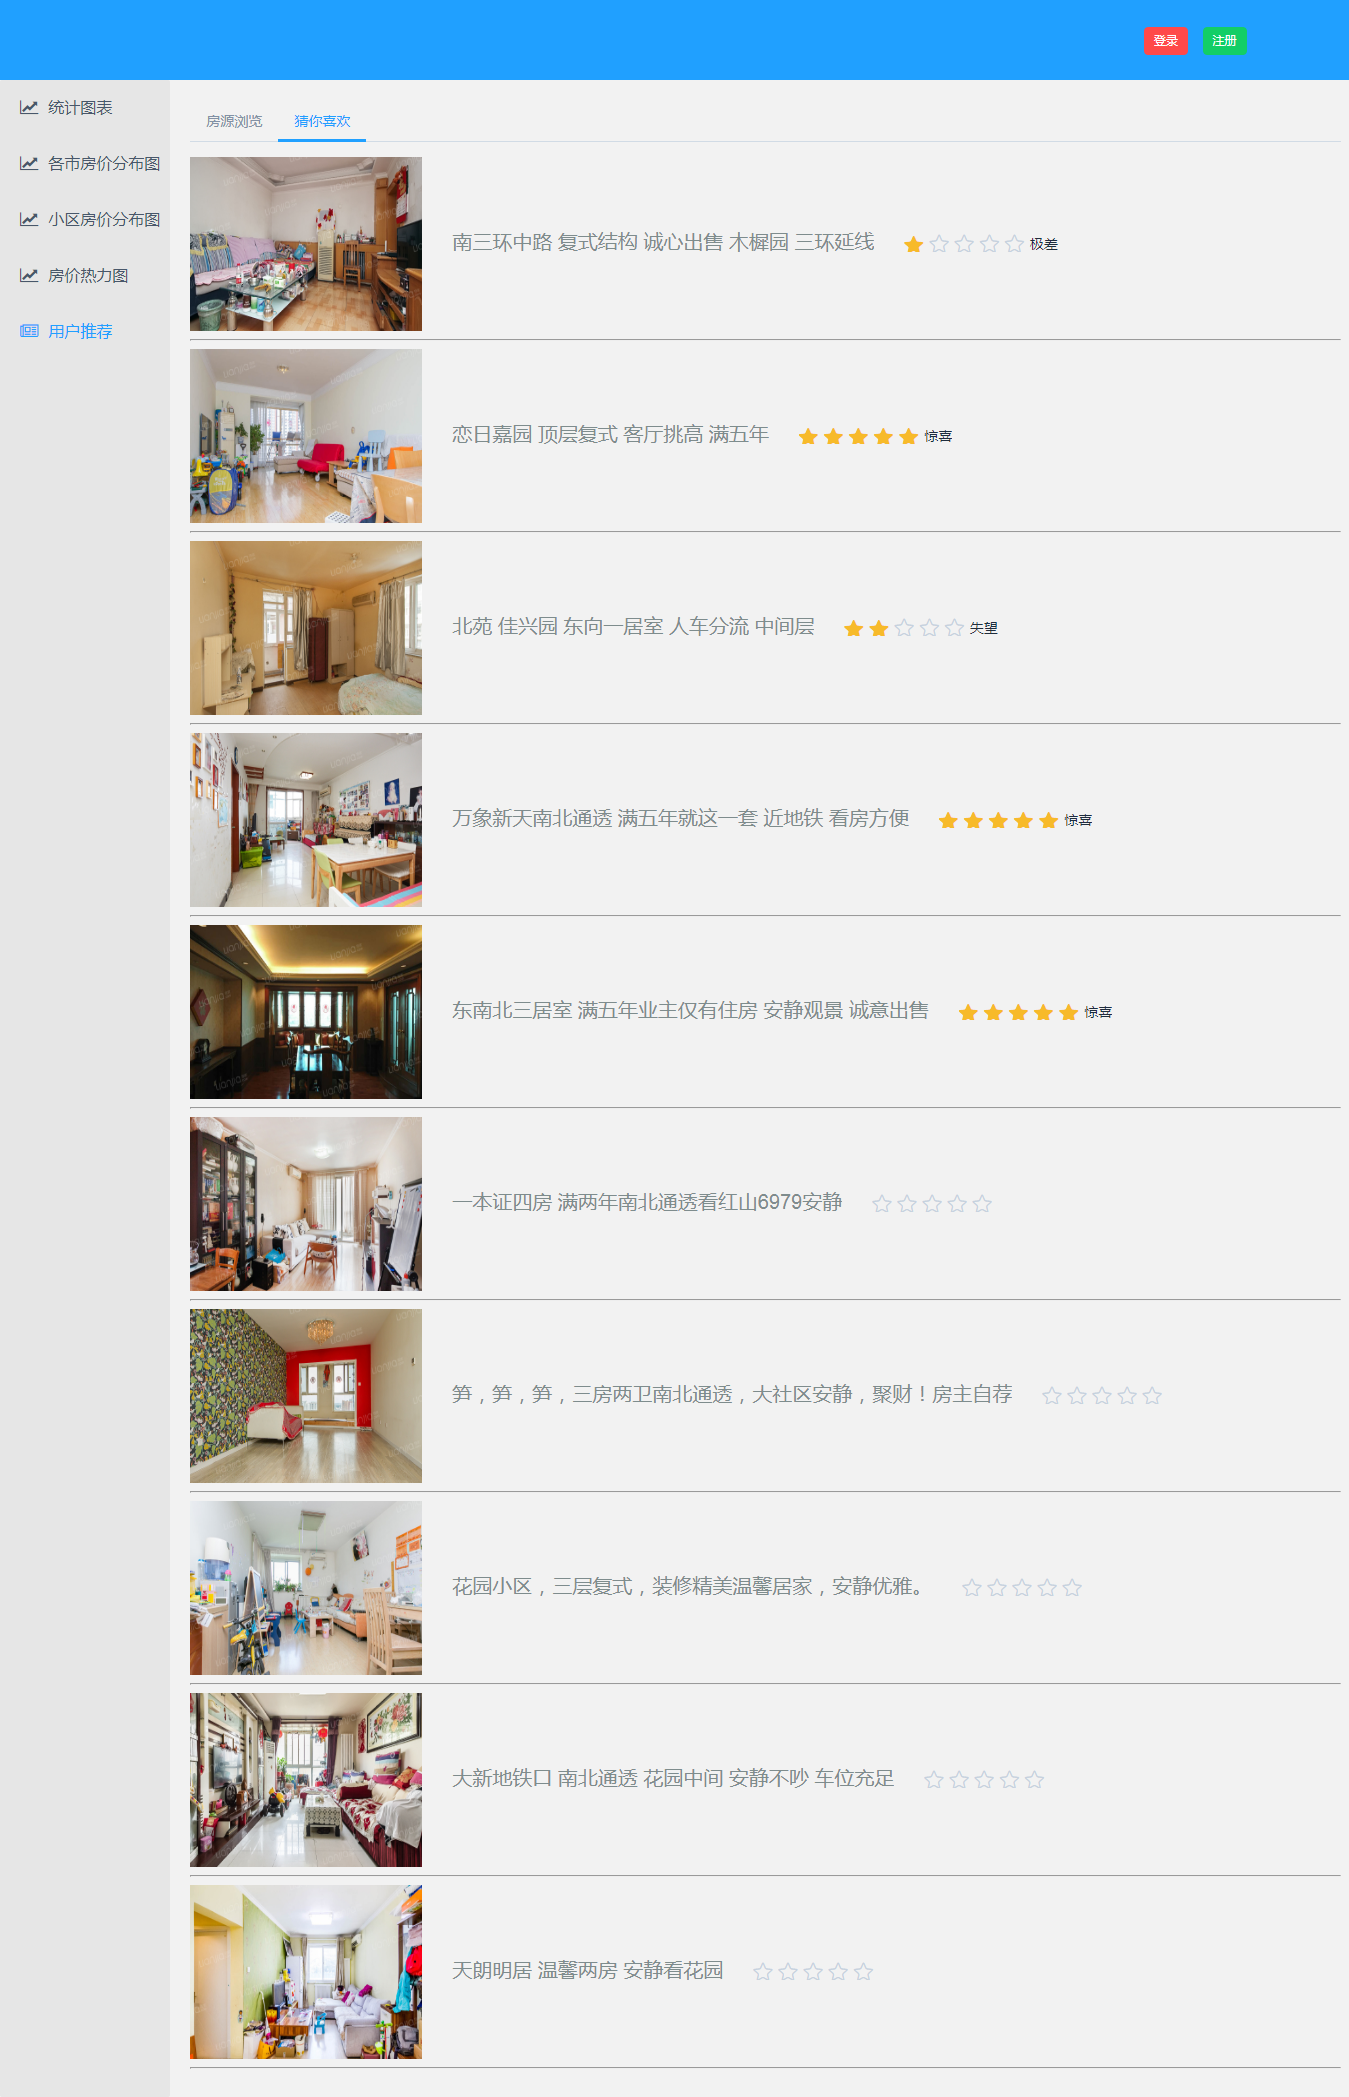 登录
注册
统计图表
各市房价分布图
小区房价分布图
房价热力图
用户推荐
房源浏览
猜你喜欢
南三环中路 复式结构 诚心出售 木樨园 三环延线
极差
恋日嘉园 顶层复式 客厅挑高 满五年
惊喜
北苑 佳兴园 东向一居室 人车分流 中间层
失望
万象新天南北通透 满五年就这一套 近地铁 看房方便
惊喜
东南北三居室 满五年业主仅有住房 安静观景 诚意出售
惊喜
一本证四房 满两年南北通透看红山6979安静
笋，笋，笋，三房两卫南北通透，大社区安静，聚财！房主自荐
花园小区，三层复式，装修精美温馨居家，安静优雅。
大新地铁口 南北通透 花园中间 安静不吵 车位充足
天朗明居 温馨两房 安静看花园